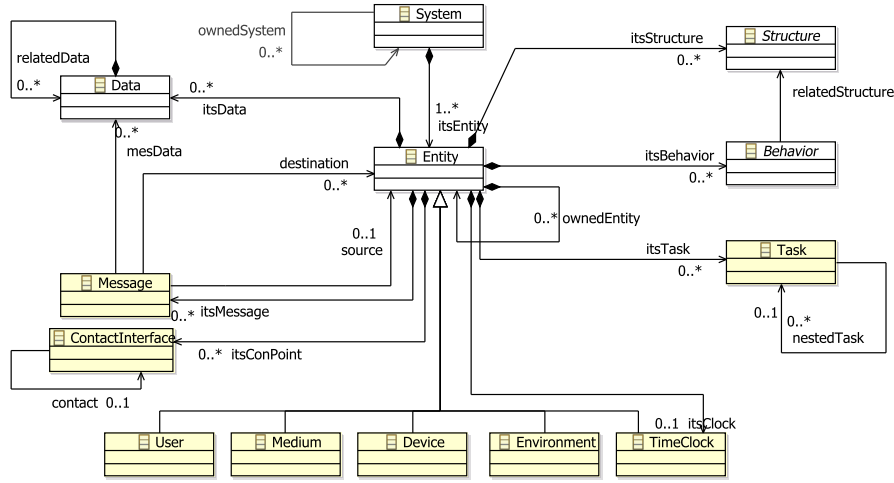 System
ownedSystem
0..*
Structure
itsStructure
0..*
relatedData
0..*
Data
0..*
itsData
1..*
itsEntity
relatedStructure
0..*
mesData
Entity
destination
0..*
itsBehavior
0..*
Behavior
0..* ownedEntity
0..1
source
itsTask
0..*
Task
Message
0..* itsMessage
0..1
0..*
nestedTask
ContactInterface
0..* itsConPoint
contact 0..1
0..1 itsClock
User
Medium
Device
Environment
TimeClock